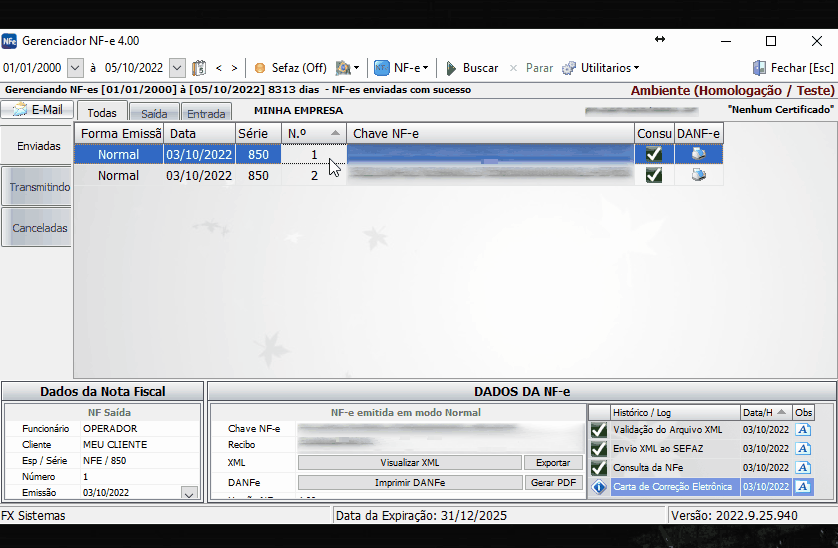 NFe Gerenciador NF-e 4.00
01/01/2000 à 05/10/2022 < > Sefaz (Off) NF-e Buscar Parar Utilitarios Fechar [Esc]
Gerenciando NF-es [01/01/2000] à [05/10/2022] 8313 dias - NF-es enviadas com sucesso Ambiente (Homologação / Teste)
E-Mail Todas Saída Entrada MINHA EMPRESA "Nenhum Certificado"
Forma Emissã Data Série N.º Chave NF-e Consu DANF-e
Enviadas
Normal 03/10/2022 850 1
Normal 03/10/2022 850 2
Transmitindo
Canceladas
Dados da Nota Fiscal DADOS DA NF-e
NF Saída NF-e emitida em modo Normal Histórico / Log Data/H Obs
Funcionário OPERADOR Chave NF-e Validação do Arquivo XML 03/10/2022 A
Cliente MEU CLIENTE Recibo Envio XML ao SEFAZ 03/10/2022 A
Esp / Série NFE / 850 XML Visualizar XML Exportar Consulta da NFe 03/10/2022 A
Número 1 DANFe Imprimir DANFe Gerar PDF Carta de Correção Eletrônica 03/10/2022 A
Emissão 03/10/2022
FX Sistemas Data da Expiração: 31/12/2025 Versão: 2022.9.25.940